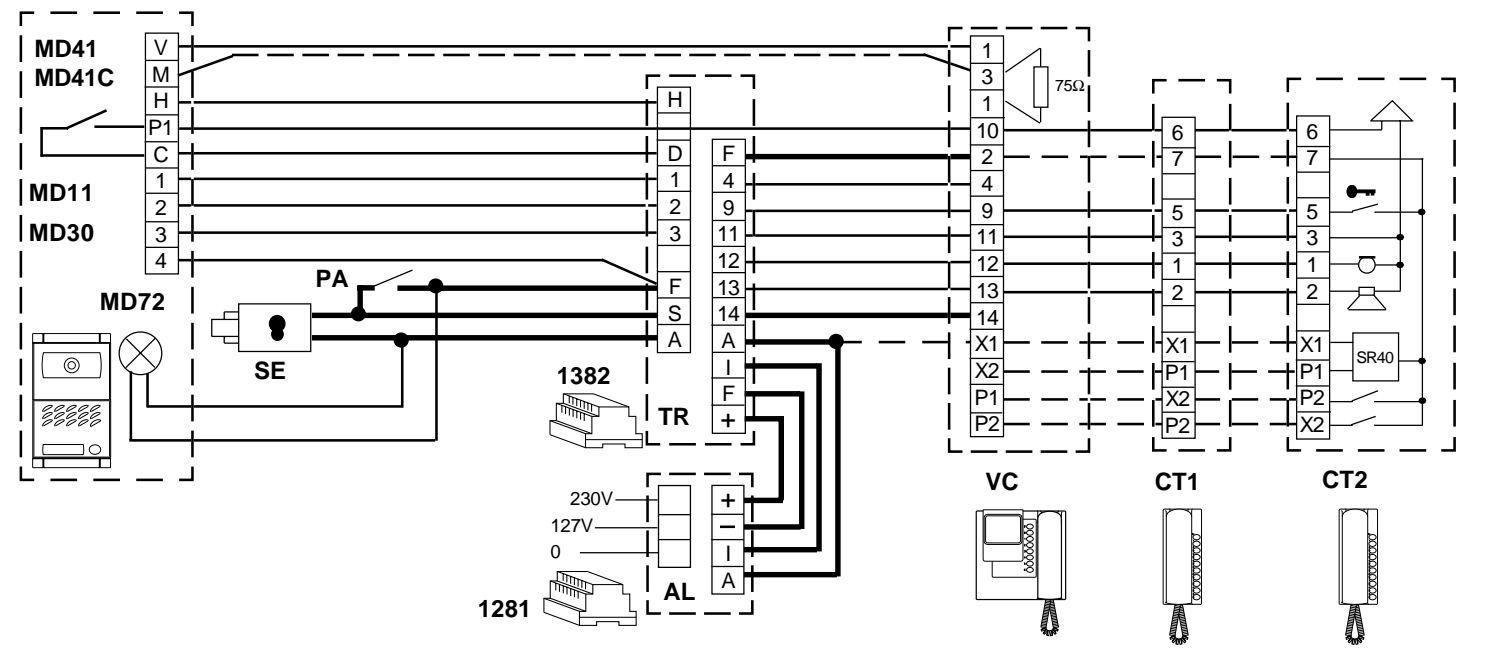 MD41
MD41C
MD11
MD30
MD72
V
M
H
P1
C
1
2
3
4
PA
SE
H
D
1
2
3
F
S
A
F
4
9
11
12
13
14
A
I
F
+
1382
TR
230V
127V
0
+
–
I
A
1281
AL
1
3
1
10
2
4
9
11
12
13
14
X1
X2
P1
P2
75Ω
VC
6
7
5
3
1
2
X1
P1
X2
P2
CT1
6
7
5
3
1
2
X1
P1
P2
X2
SR40
CT2